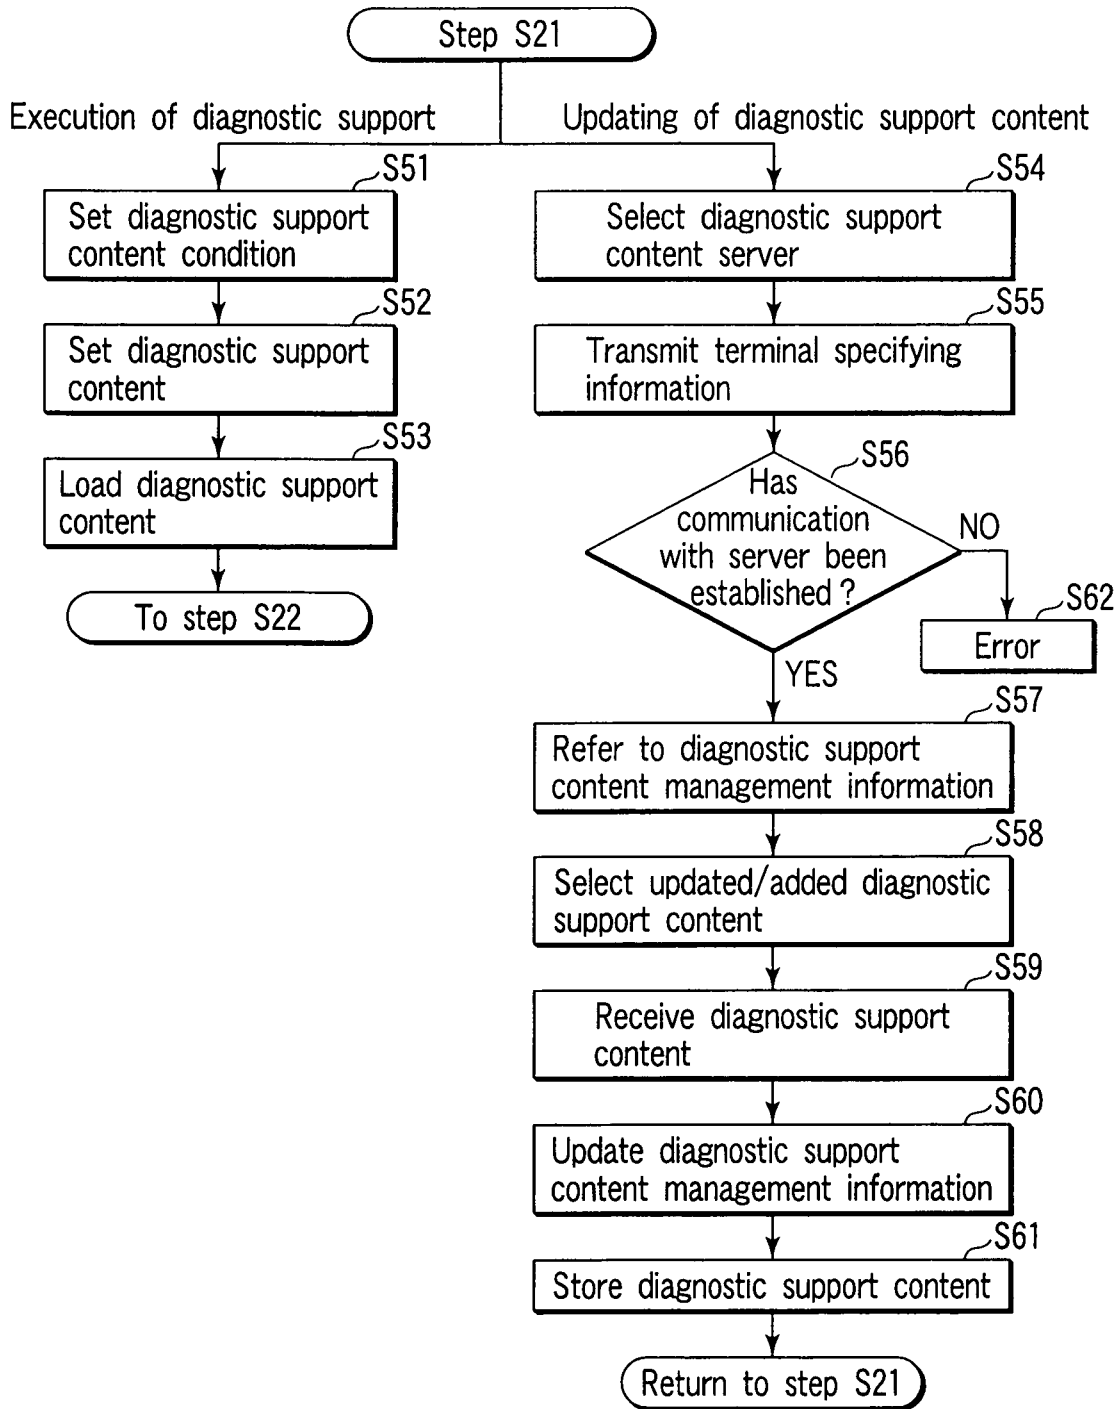 Step S21
Execution of diagnostic support
Updating of diagnostic support content
S51
Set diagnostic support
content condition
S52
Set diagnostic support
content
S53
Load diagnostic support
content
To step S22
S54
Select diagnostic support
content server
S55
Transmit terminal specifying
information
S56
Has
communication
with server been
established ?
NO
S62
Error
YES
S57
Refer to diagnostic support
content management information
S58
Select updated/added diagnostic
support content
S59
Receive diagnostic support
content
S60
Update diagnostic support
content management information
S61
Store diagnostic support content
Return to step S21